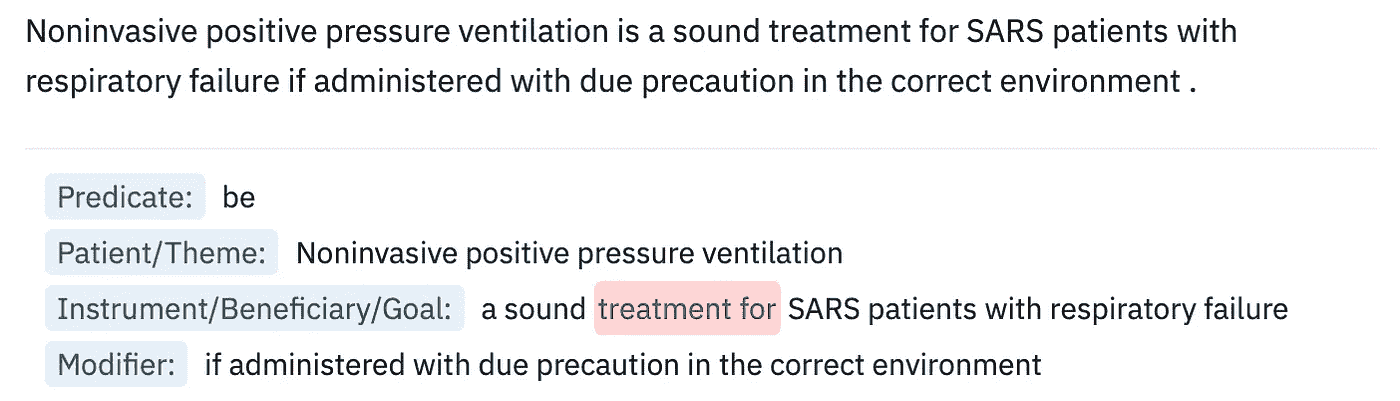 Noninvasive positive pressure ventilation is a sound treatment for SARS patients with
respiratory failure if administered with due precaution in the correct environment .
Predicate: be
Patient/Theme: Noninvasive positive pressure ventilation
Instrument/Beneficiary/Goal: a sound treatment for SARS patients with respiratory failure
Modifier: if administered with due precaution in the correct environment